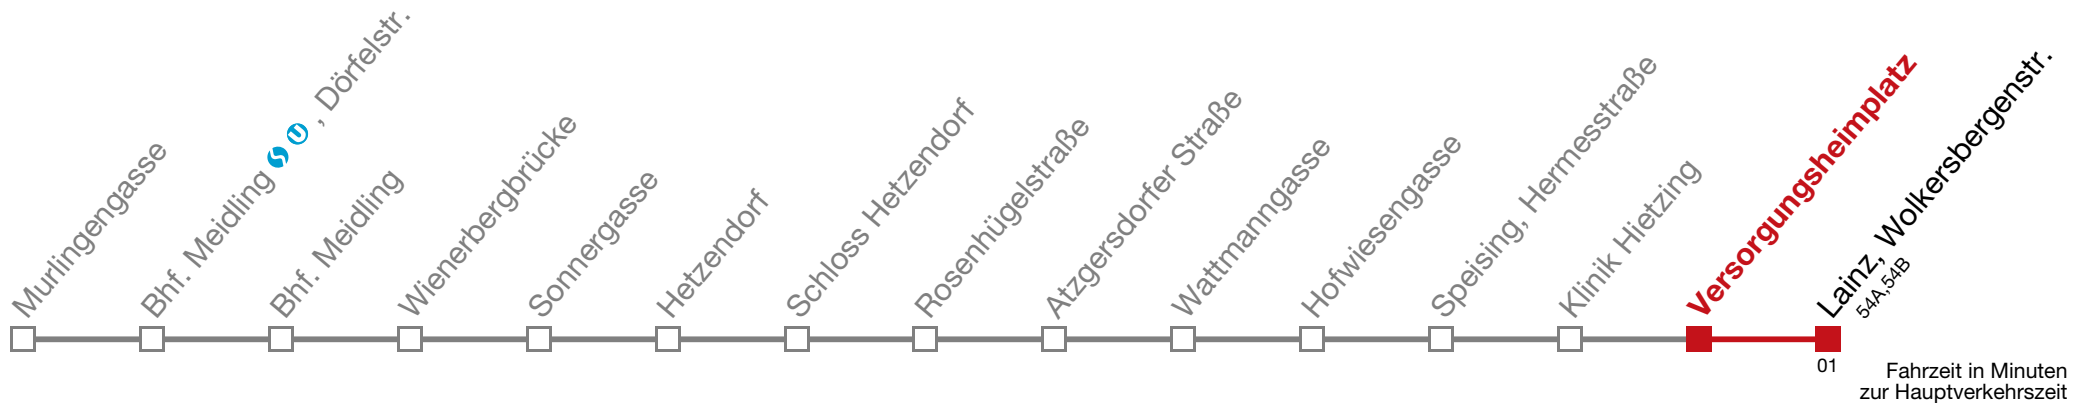 Murlingengasse
Bhf. Meidling S U , Dörfelstr.
Bhf. Meidling
Wienerbergbrücke
Sonnergasse
Hetzendorf
Schloss Hetzendorf
Rosenhügelstraße
Atzgersdorfer Straße
Wattmanngasse
Hofwiesengasse
Speising, Hermesstraße
Klinik Hietzing
Versorgungsheimplatz
Lainz, Wolkersbergenstr.
54A,54B
01
Fahrzeit in Minuten
zur Hauptverkehrszeit